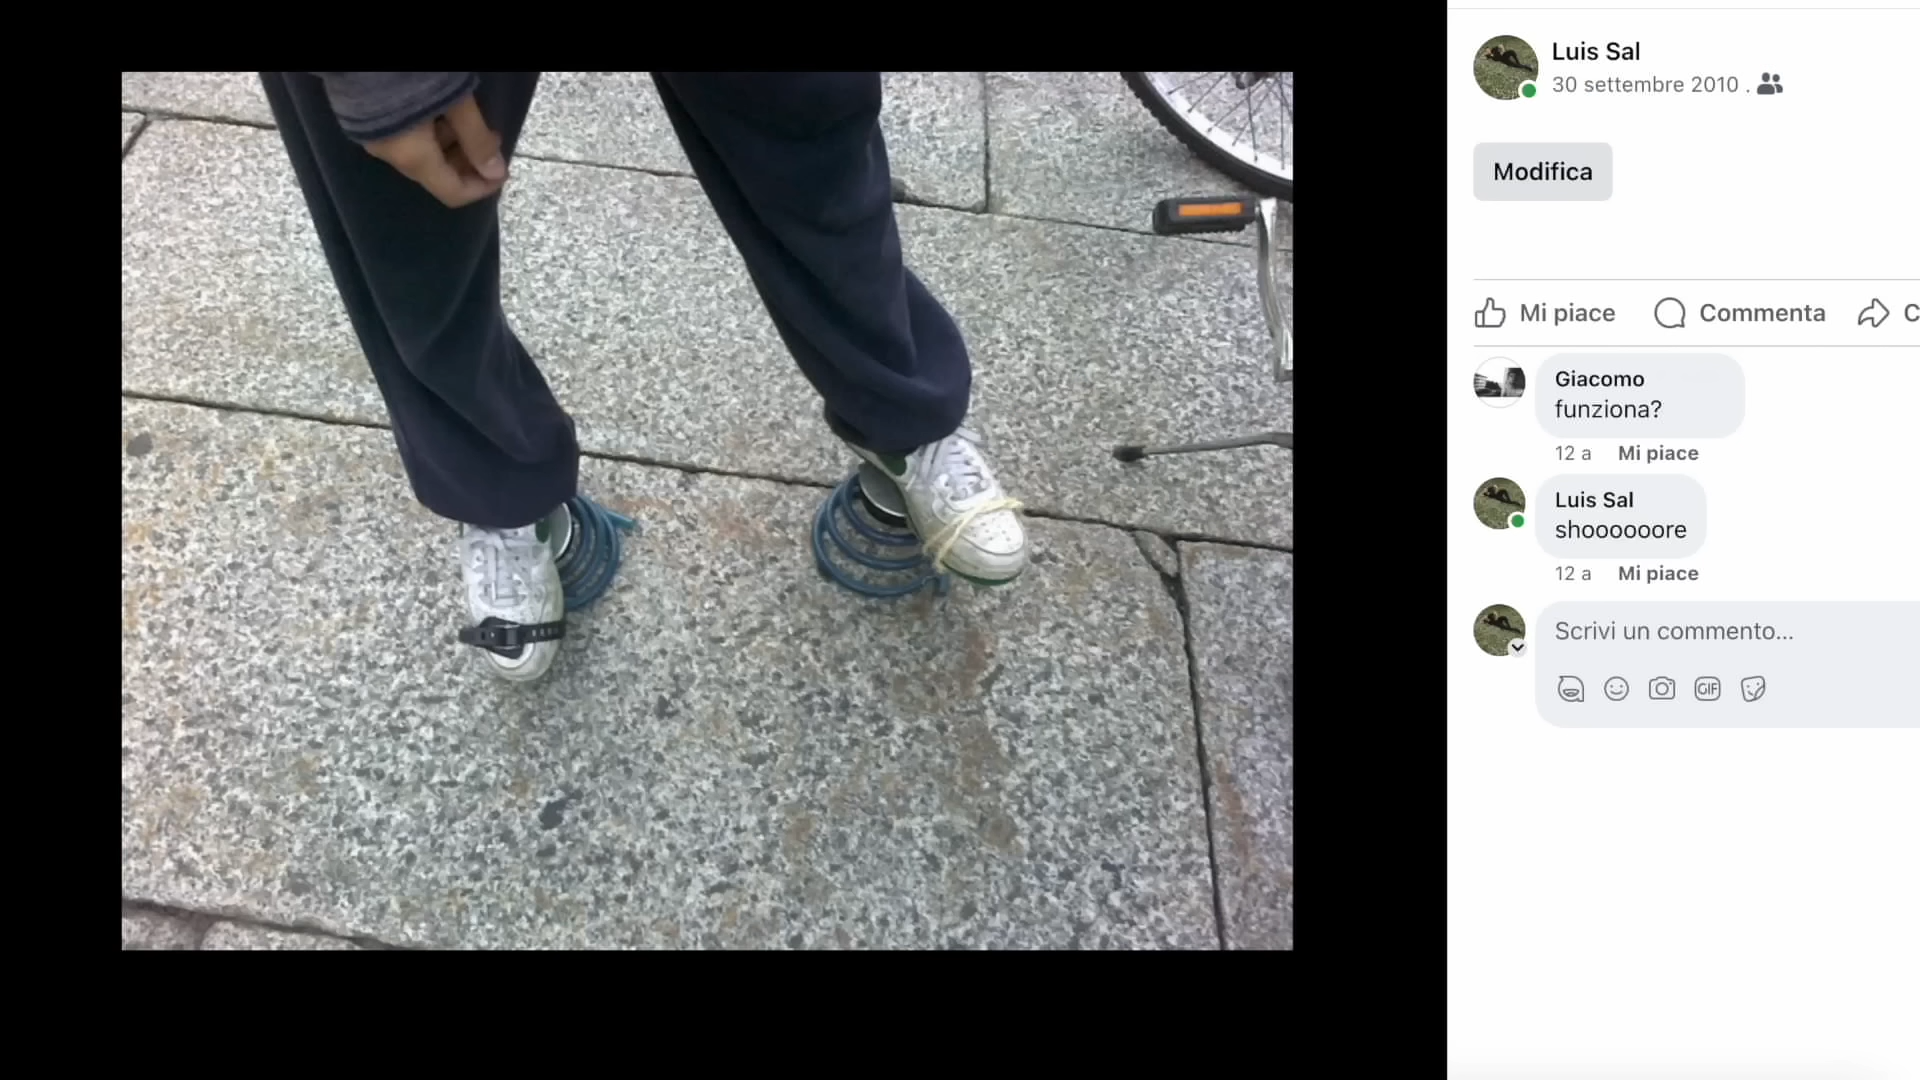 Luis Sal
30 settembre 2010 .
Modifica
Mi piace
Commenta
C
Giacomo
funziona?
12 a Mi piace
Luis Sal
shooooooore
12 a Mi piace
Scrivi un commento...
GIF